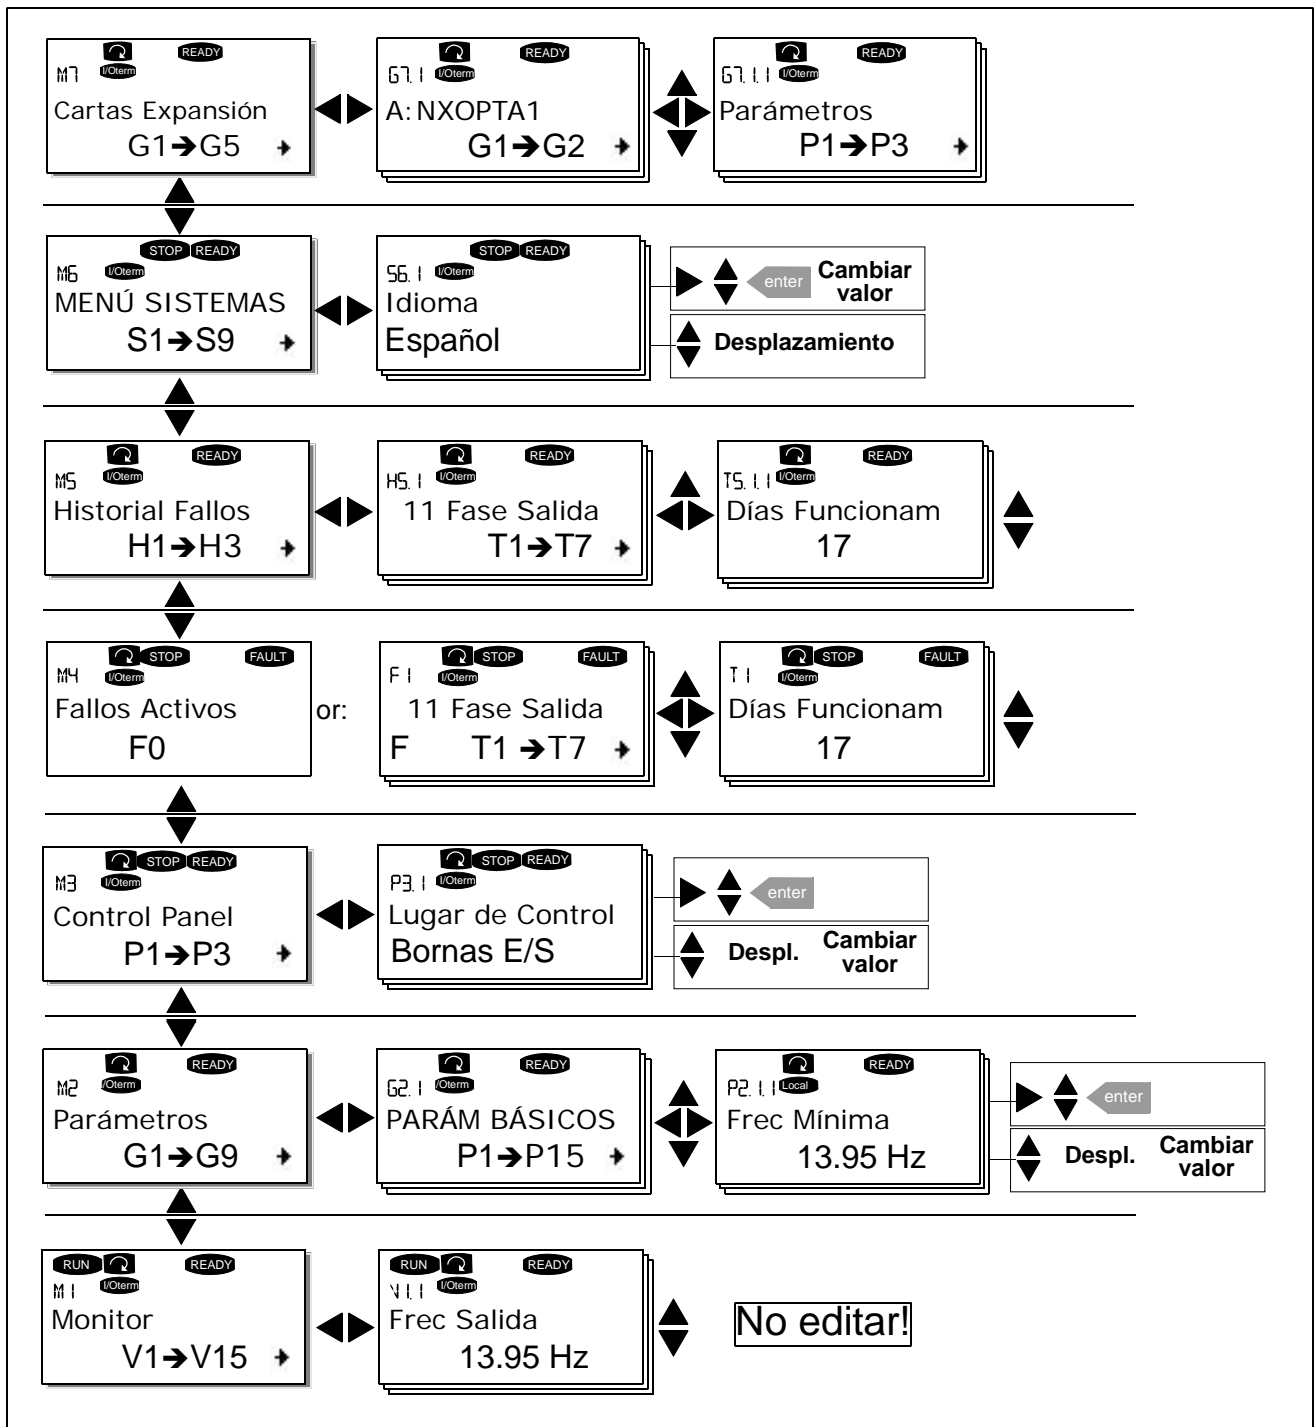 READY
M7 I/Oterm
Cartas Expansión
G1➔G5
READY
G7.1 I/Oterm
A:NXOPTA1
G1➔G2
READY
G7.1.1 I/Oterm
Parámetros
P1➔P3
STOP READY
M6 I/Oterm
MENÚ SISTEMAS
S1➔S9
STOP READY
S6.1 I/Oterm
Idioma
Español
enter Cambiar
valor
Desplazamiento
READY
M5 I/Oterm
Historial Fallos
H1➔H3
READY
H5.1 I/Oterm
11 Fase Salida
T1➔T7
READY
T5.1.1 I/Oterm
Días Funcionam
17
STOP FAULT
M4 I/Oterm
Fallos Activos
F0
or:
STOP FAULT
F1 I/Oterm
11 Fase Salida
F T1 ➔T7
STOP FAULT
T1 I/Oterm
Días Funcionam
17
STOP READY
M3 I/Oterm
Control Panel
P1➔P3
STOP READY
P3.1 I/Oterm
Lugar de Control
Bornas E/S
enter
Despl. Cambiar
valor
READY
M2 /Oterm
Parámetros
G1➔G9
READY
G2.1 /Oterm
PARÁM BÁSICOS
P1➔P15
READY
P2.1.1 Local
Frec Mínima
13.95 Hz
enter
Despl. Cambiar
valor
RUN READY
M1 I/Oterm
Monitor
V1➔V15
RUN READY
V1.1 I/Oterm
Frec Salida
13.95 Hz
No editar!